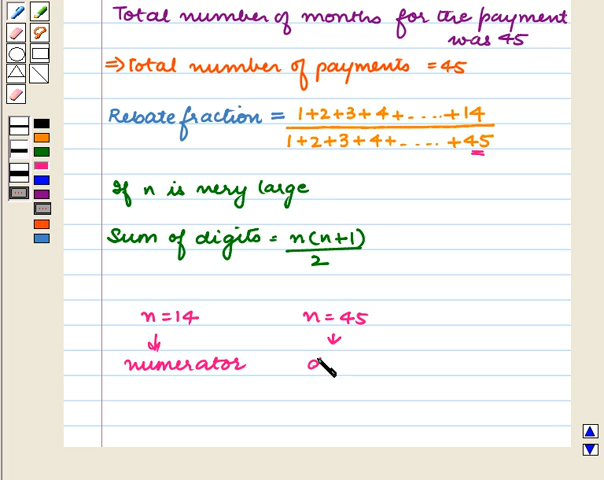 Total number of months for the payment
was 45
⇒ Total number of payments = 45
Rebate fraction = 1+2+3+4+.....+14
1+2+3+4+.....+45
If n is very large
Sum of digits = n(n+1)
2
n=14 n=45
↓ ↓
numerator